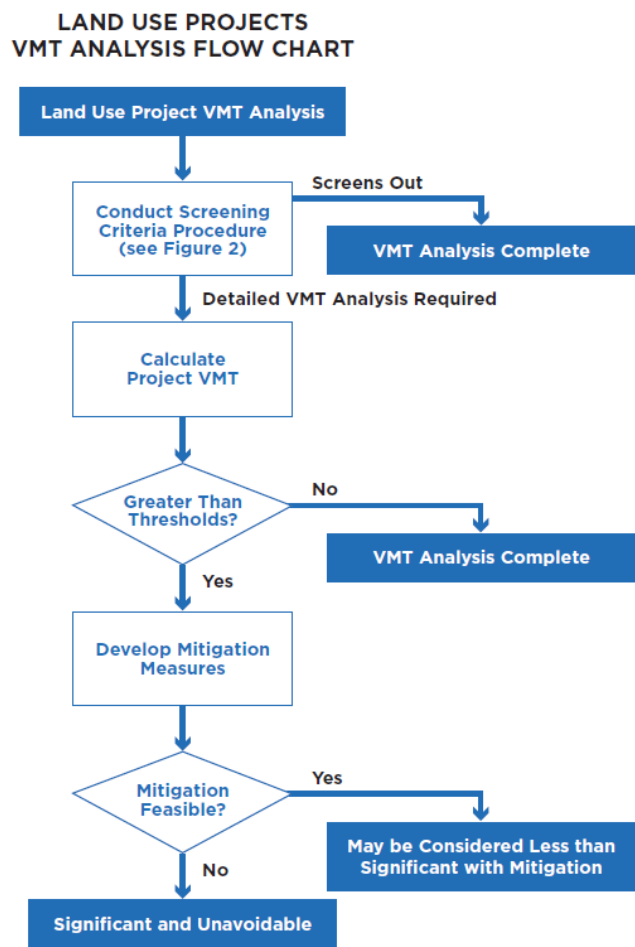 LAND USE PROJECTS
VMT ANALYSIS FLOW CHART
Land Use Project VMT Analysis
Screens Out
Conduct Screening
Criteria Procedure
(see Figure 2)
VMT Analysis Complete
Detailed VMT Analysis Required
Calculate
Project VMT
No
Greater Than
Thresholds?
VMT Analysis Complete
Yes
Develop Mitigation
Measures
Yes
Mitigation
Feasible?
May be Considered Less than
Significant with Mitigation
No
Significant and Unavoidable